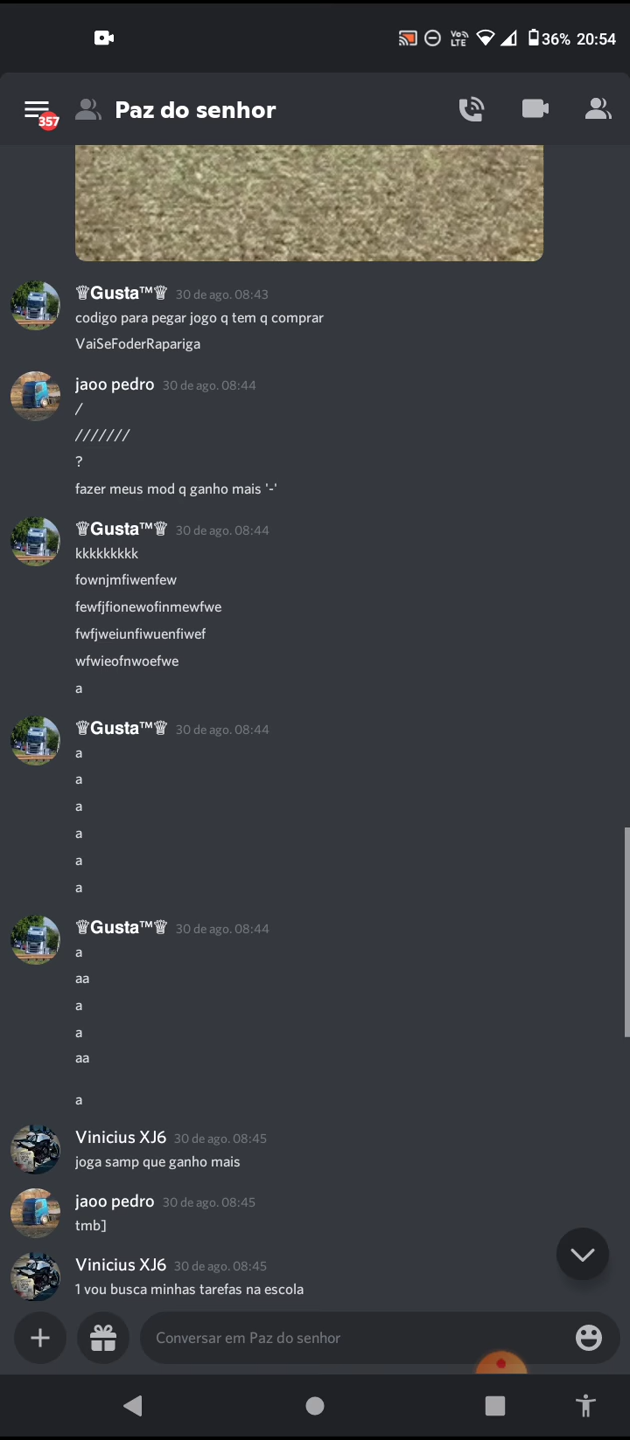 Vo
LTE
36% 20:54
357
Paz do senhor
♕Gusta™♕ 30 de ago. 08:43
codigo para pegar jogo q tem q comprar
VaiSeFoderRapariga
jaoo pedro 30 de ago. 08:44
/
///////
?
fazer meus mod q ganho mais '-'
♕Gusta™♕ 30 de ago. 08:44
kkkkkkkkk
fownjmfiwenfew
fewfjfionewofinmewfwe
fwfjweiunfiwuenfiwef
wfwieofnwoefwe
a
♕Gusta™♕ 30 de ago. 08:44
a
a
a
a
a
a
♕Gusta™♕ 30 de ago. 08:44
a
aa
a
a
aa
a
Vinicius XJ6 30 de ago. 08:45
joga samp que ganho mais
jaoo pedro 30 de ago. 08:45
tmb]
Vinicius XJ6 30 de ago. 08:45
1 vou busca minhas tarefas na escola
Conversar em Paz do senhor